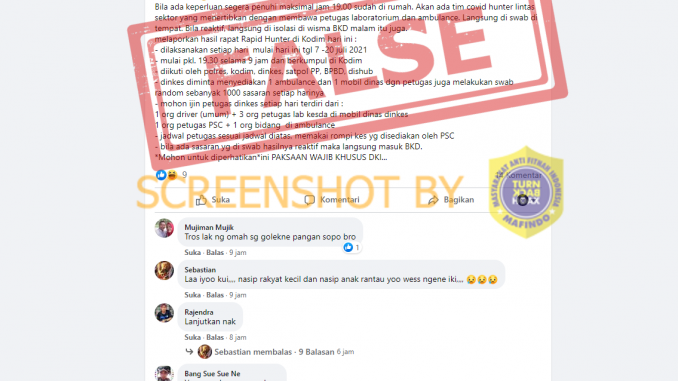 Bila ada keperluan segera penuhi maksimal jam 19.00 sudah di rumah. Akan ada tim covid hunter lintas
sektor yang menertibkan dengan membawa petugas laboratorium dan ambulance. Langsung di swab di
tempat. Bila reaktif, langsung di isolasi di wisma BKD malam itu juga.
melaporkan hasil rapat Rapid Hunter di Kodim hari ini :
- dilaksanakan setiap hari mulai hari ini tgl 7 -20 juli 2021
- mulai pkl. 19.30 selama 9 jam dan berkumpul di Kodim
- diikuti oleh polres, kodim, dinkes, satpol PP, BPBD, dishub
- dinkes diminta menyediakan 1 ambulance dan 1 mobil dinas dgn petugas juga melakukan swab
random sebanyak 1000 sasaran setiap harinya
- mohon ijin petugas dinkes setiap hari terdiri dari :
1 org driver (umum) + 3 org petugas lab kesda di mobil dinas dinkes
1 org petugas PSC + 1 org bidang di ambulance
- jadwal petugas sesuai jadwal diatas, memakai rompi kes yg disediakan oleh PSC
- bila ada sasaran yg di swab hasilnya reaktif maka langsung masuk BKD.
*Mohon untuk diperhatikan*ini PAKSAAN WAJIB KHUSUS DKI...
FALSE
9
komentar
SCREENSHOT BY
MASYARAKAT ANTI FITNAH INDONESIA
TURN
BACK
HOAX
MAFINDO
Suka
Komentari
Bagikan
Mujiman Mujik
Tros lak ng omah sg golekne pangan sopo bro
1
Suka · Balas · 9 jam
Sebastian
Laa iyoo kui.... nasip rakyat kecil dan nasip anak rantau yoo wess ngene iki....
Suka · Balas · 9 jam
Rajendra
Lanjutkan nak
Suka · Balas · 8 jam
Sebastian membalas · 9 Balasan 6 jam
Bang Sue Sue Ne